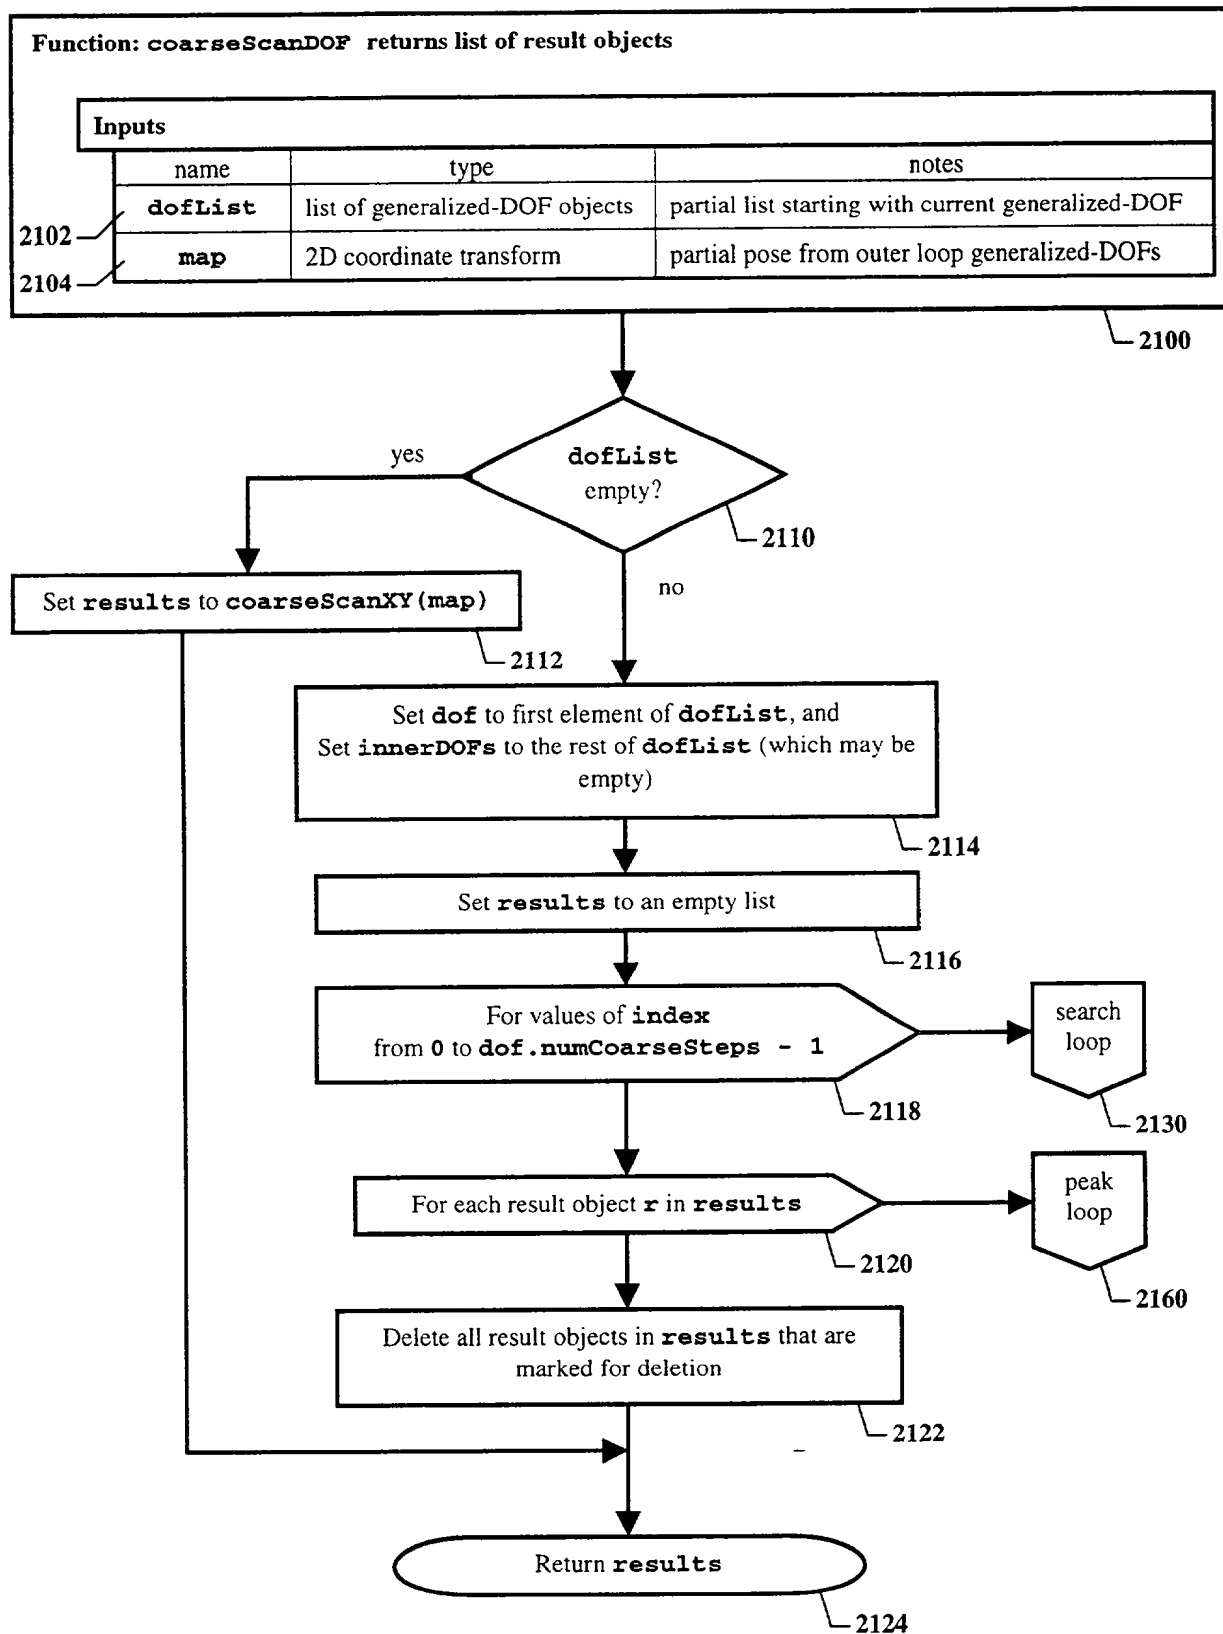 Function: coarseScanDOF returns list of result objects
Inputs
name type notes
dofList list of generalized-DOF objects partial list starting with current generalized-DOF
2102
map 2D coordinate transform partial pose from outer loop generalized-DOFs
2104
2100
yes
dofList
empty?
2110
no
Set results to coarseScanXY(map)
2112
Set dof to first element of dofList, and
Set innerDOFs to the rest of dofList (which may be
empty)
2114
Set results to an empty list
2116
For values of index
from 0 to dof.numCoarseSteps - 1
2118
search
loop
2130
For each result object r in results
2120
peak
loop
2160
Delete all result objects in results that are
marked for deletion
2122
Return results
2124